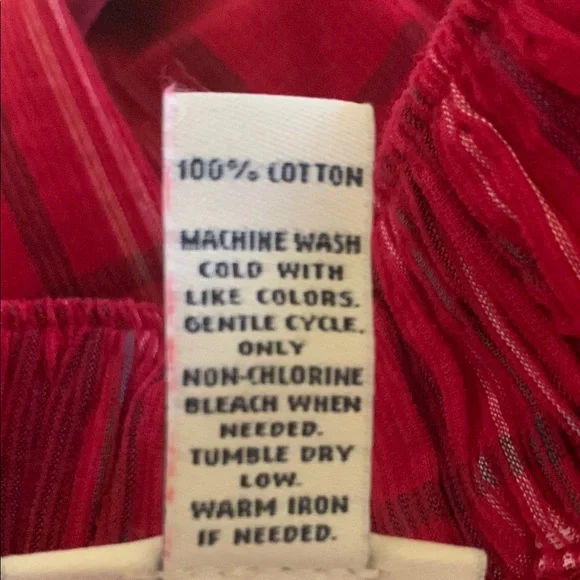 100% COTTON
MACHINE WASH
COLD WITH
LIKE COLORS.
GENTLE CYCLE.
ONLY
NON-CHLORINE
BLEACH WHEN
NEEDED.
TUMBLE DRY
LOW.
WARM IRON
IF NEEDED.